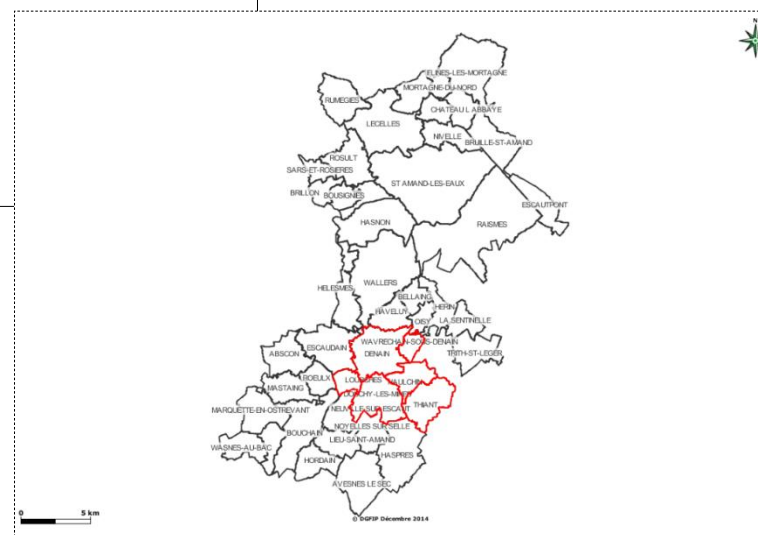 N
ELINES-LES-MORTAGNE
MORTAGNE-DU-NORD
RUMEGIES
CHATEAU L ABBAYE
LECELLES
NIVELLE
BRUILLE-ST-AMAND
ROSULT
SARS-ET-ROSIERES
ST AMAND-LES-EAUX
BRILLON
BOUSIGNIES
ESCAUTPONT
HASNON
RAISMES
WALLERS
HELESMES
BELLAING
HERIN
HAVELUY
OISY
LA SENTINELLE
WAVRECHAIN-SOUS-DENAIN
ESCAUDAIN
ABSCON
DENAIN
TRITH-ST-LEGER
ROEULX
LOURCHES
HAULCHIN
MASTAING
DOUCHY-LES-MINES
THIANT
MARQUETTE-EN-OSTREVANT
NEUVILLE-SUR-ESCAUT
NOYELLES SUR SELLE
BOUCHAIN
LIEU-SAINT-AMAND
WASNES-AU-BAC
HASPRES
HORDAIN
AVESNES LE SEC
0 5 km
© DGFIP Décembre 2014